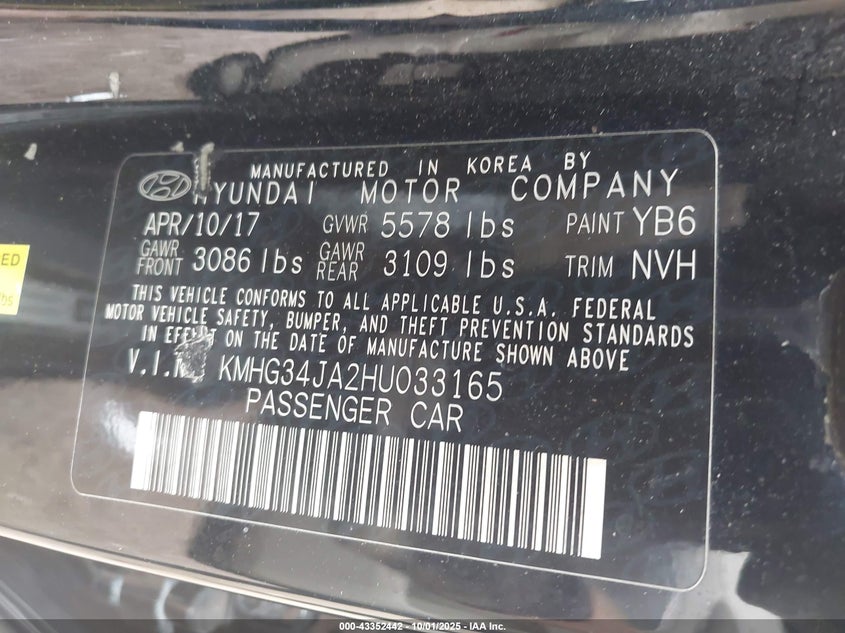 MANUFACTURED IN KOREA BY
HYUNDAI MOTOR COMPANY
APR/10/17 GVWR 5578 lbs PAINT YB6
GAWR FRONT 3086 lbs GAWR REAR 3109 lbs TRIM NVH
THIS VEHICLE CONFORMS TO ALL APPLICABLE U.S.A. FEDERAL
MOTOR VEHICLE SAFETY, BUMPER, AND THEFT PREVENTION STANDARDS
IN EFFECT ON THE DATE OF MANUFACTURE SHOWN ABOVE
V.I.N KMHG34JA2HU033165
PASSENGER CAR
lbs
000-43352442 - 10/01/2025 - IAA Inc.